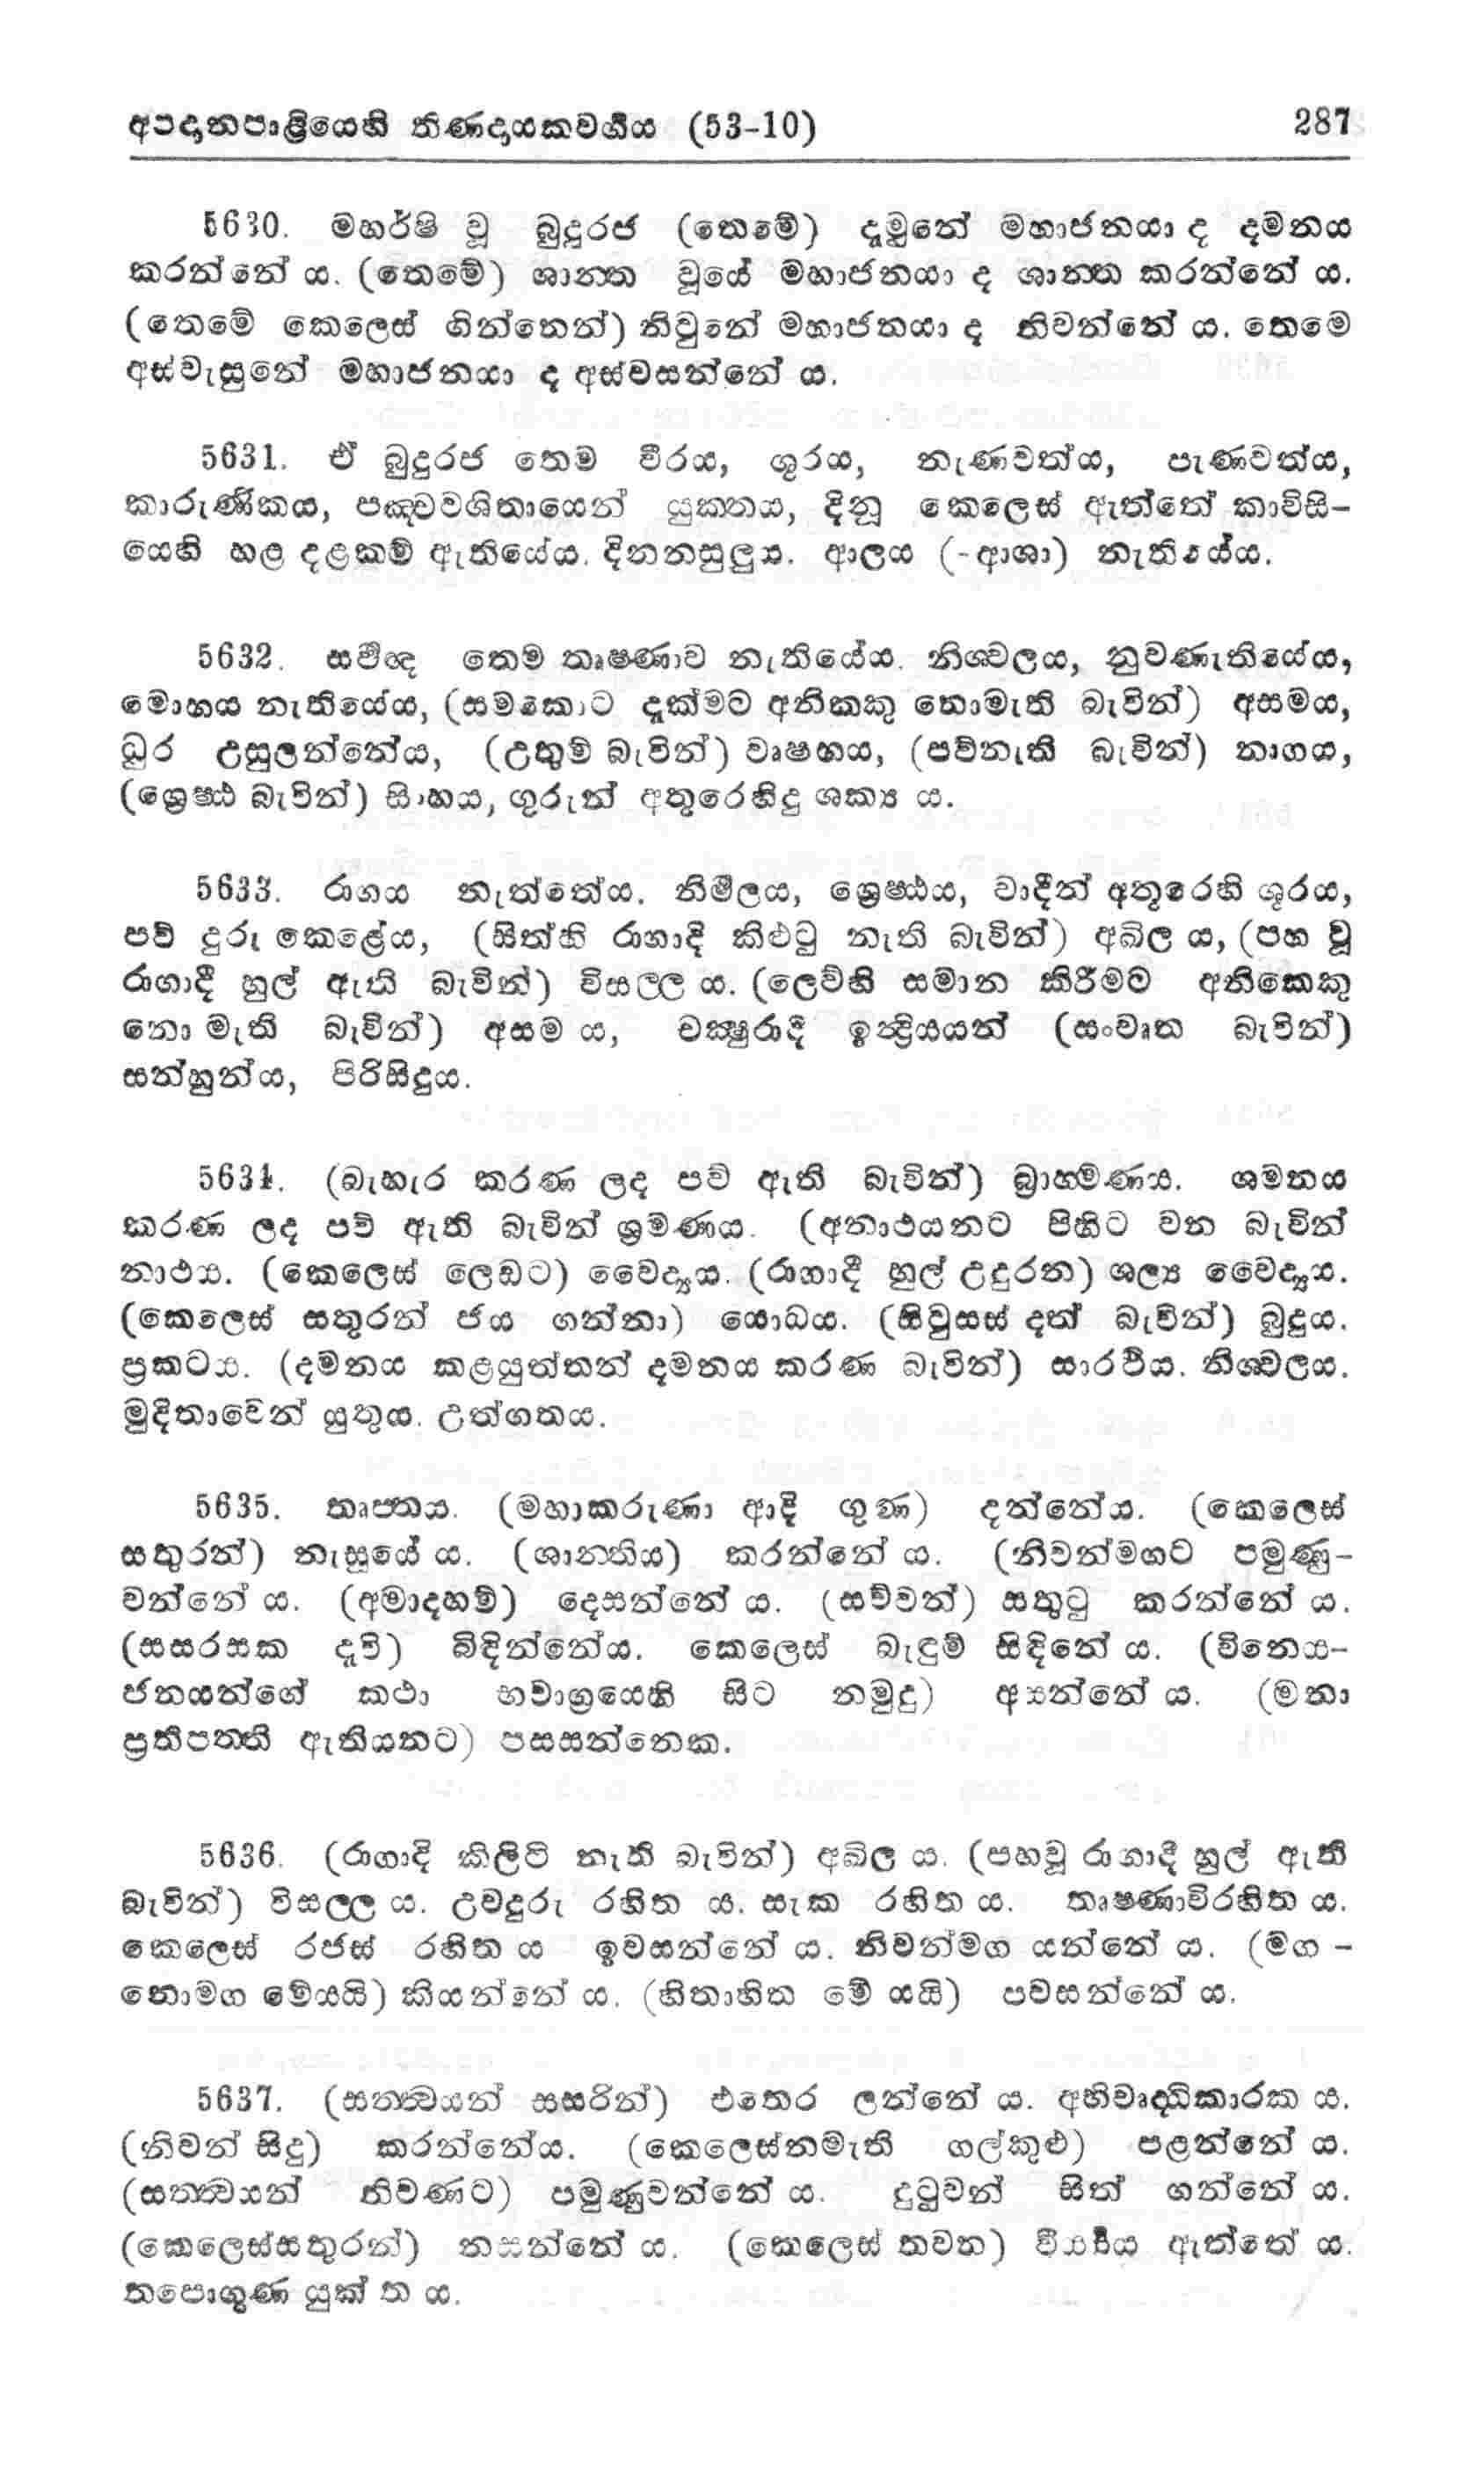 අපදානපාළියෙහි තිණදායකවර්‍ගය (53-10) 287
5630. මහර්ෂි වූ බුදුරජ (තෙමේ) දැමුනේ මහාජනයා ද දමනය
කරන්නේ ය. (තෙමේ) ශාන්‍ත වූයේ මහාජනයා ද ශාන්‍ත කරන්නේ ය.
(තෙමේ කෙලෙස් ගින්නෙන්) නිවුනේ මහාජනයා ද නිවන්නේ ය. තෙමෙ
අස්වැසුනේ මහාජනයා ද අස්වසන්නේ ය.
5631. ඒ බුදුරජ තෙම වීරය, ශූරය, නැණවත්ය, පැණවත්ය,
කාරුණිකය, පඤ්චවශිතායෙන් යුක්‍තය, දිනූ කෙලෙස් ඇත්තේ කාවිසි-
යෙහි හළ දළකම් ඇතියේය. දිනනසුලුය. ආලය (-ආශා) නැතියේය.
5632. සර්‍වඥ තෙම තෘෂ්ණාව නැතියේය. නිශ්චලය, නුවණැතියේය,
මොහය නැතියේය, (සමකොට දැක්මට අනිකකු නොමැති බැවින්) අසමය,
ධුර උසුලන්නේය, (උතුම් බැවින්) වෘෂභය, (පව්නැති බැවින්) නාගය,
(ශ්‍රෙෂ්ඨ බැවින්) සිංහය, ගුරුන් අතුරෙහිදු ශක්‍ය ය.
5633. රාගය නැත්තේය. නිර්‍මලය, ශ්‍රෙෂ්ඨය, වාදීන් අතුරෙහි ශූරය,
පව් දුරු කෙළේය, (සිත්හි රාගාදි කිළුටු නැති බැවින්) අඛිල ය, (පහ වූ
රාගාදී හුල් ඇති බැවින්) විසල්ල ය. (ලෙව්හි සමාන කිරීමට අනිකෙකු
නො මැති බැවින්) අසම ය, චක්‍ෂුරාදි ඉන්‍ද්‍රියයන් (සංවෘත බැවින්)
සන්හුන්ය, පිරිසිදුය.
5634. (බැහැර කරණ ලද පව් ඇති බැවින්) බ්‍රාහ්මණය. ශමනය
කරණ ලද පව් ඇති බැවින් ශ්‍රමණය. (අනාථයනට පිහිට වන බැවින්
නාථය. (කෙලෙස් ලෙඩට) වෛද්‍යය. (රාගාදී හුල් උදුරන) ශල්‍ය වෛද්‍යය.
(කෙලෙස් සතුරන් ජය ගන්නා) යොධය. (සිවුසස් දත් බැවින්) බුදුය.
ප්‍රකටය. (දමනය කළයුත්තන් දමනය කරණ බැවින්) සාරථිය. නිශ්චලය.
මුදිතාවෙන් යුතුය. උත්ගතය.
5635. තෘප්තය. (මහාකරුණා ආදි ගුණ) දන්නේය. (කෙලෙස්
සතුරන්) නැසූයේ ය. (ශාන්තිය) කරන්නේ ය. (නිවන්මගට පමුණු-
වන්නේ ය. (අමාදහම්) දෙසන්නේ ය. (සව්වන්) සතුටු කරන්නේ ය.
(සසරසක දැවි) බිඳින්නේය. කෙලෙස් බැඳුම් සිඳිනේ ය. (විනෙය-
ජනයන්ගේ කථා භවාග්‍රයෙහි සිට නමුදු) අසන්නේ ය. (මනා
ප්‍රතිපත්ති ඇතියනට) පසසන්නෙක.
5636. (රාගාදි කිලිටි නැති බැවින්) අඛිල ය. (පහවූ රාගාදී හුල් ඇති
බැවින්) විසල්ල ය. උවදුරු රහිත ය. සැක රහිත ය. තෘෂ්ණාවිරහිත ය.
කෙලෙස් රජස් රහිත ය ඉවසන්නේ ය. නිවන්මග යන්නේ ය. (මග -
නොමග මේයයි) කියන්නේ ය. (හිතාහිත මේ යයි) පවසන්නේ ය.
5637. (සත්ත්‍වයන් සසරින්) එතෙර ලන්නේ ය. අභිවෘද්ධිකාරක ය.
(නිවන් සිදු) කරන්නේය. (කෙලෙස්නමැති ගල්කුළු) පළන්නේ ය.
(සත්ත්‍වයන් නිවණට) පමුණුවන්නේ ය. දුටුවන් සිත් ගන්නේ ය.
(කෙලෙස්සතුරන්) නසන්නේ ය. (කෙලෙස් තවන) වීර්‍ය්‍යය ඇත්තේ ය.
තපොගුණ යුක් ත ය.